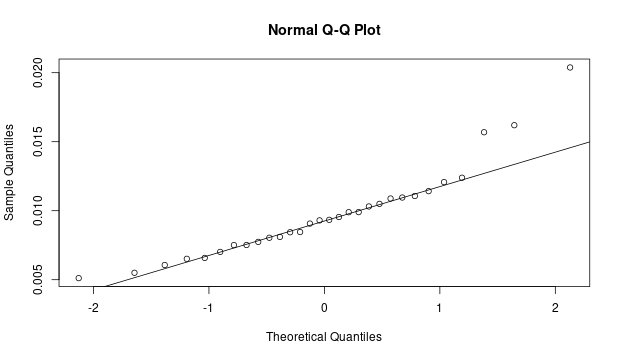 Normal Q-Q Plot
0.020
0.015
0.010
0.005
Sample Quantiles
-2 -1 0 1 2
Theoretical Quantiles